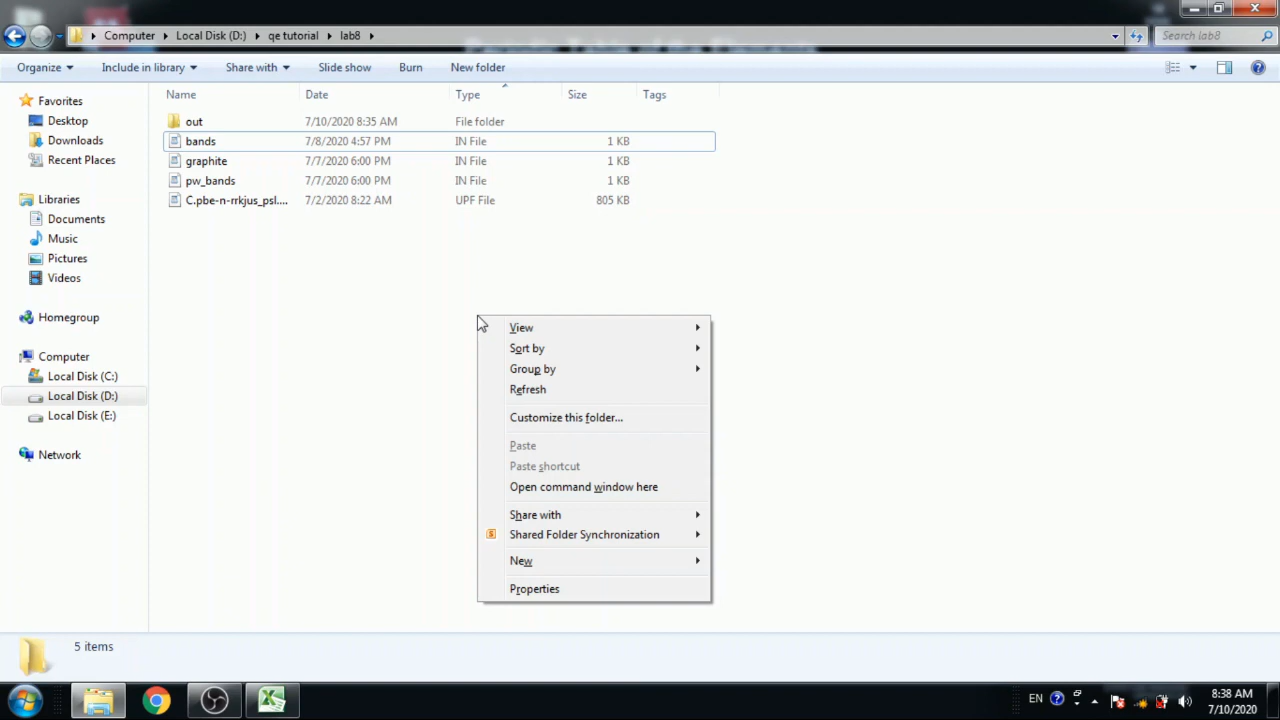 Computer Local Disk (D:) qe tutorial lab8 Search lab8
Organize Include in library Share with Slide show Burn New folder
Favorites
Desktop
Downloads
Recent Places
Libraries
Documents
Music
Pictures
Videos
Homegroup
Computer
Local Disk (C:)
Local Disk (D:)
Local Disk (E:)
Network
Name Date Type Size Tags
out 7/10/2020 8:35 AM File folder
bands 7/8/2020 4:57 PM IN File 1 KB
graphite 7/7/2020 6:00 PM IN File 1 KB
pw_bands 7/7/2020 6:00 PM IN File 1 KB
C.pbe-n-rrkjus_psl.... 7/2/2020 8:22 AM UPF File 805 KB
View
Sort by
Group by
Refresh
Customize this folder...
Paste
Paste shortcut
Open command window here
Share with
S Shared Folder Synchronization
New
Properties
5 items
EN 8:38 AM
7/10/2020